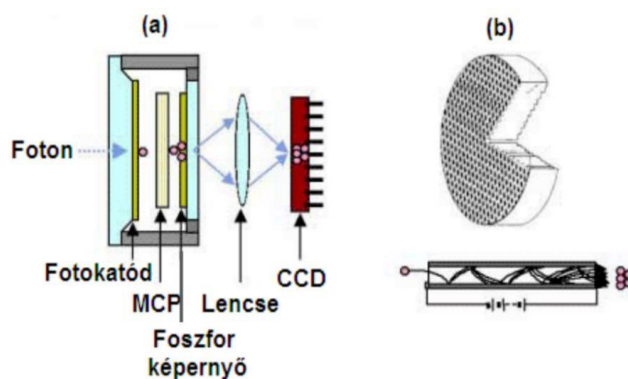 (a)
(b)
Foton
Fotokatód
MCP
Lencse
CCD
Foszfor
képernyő